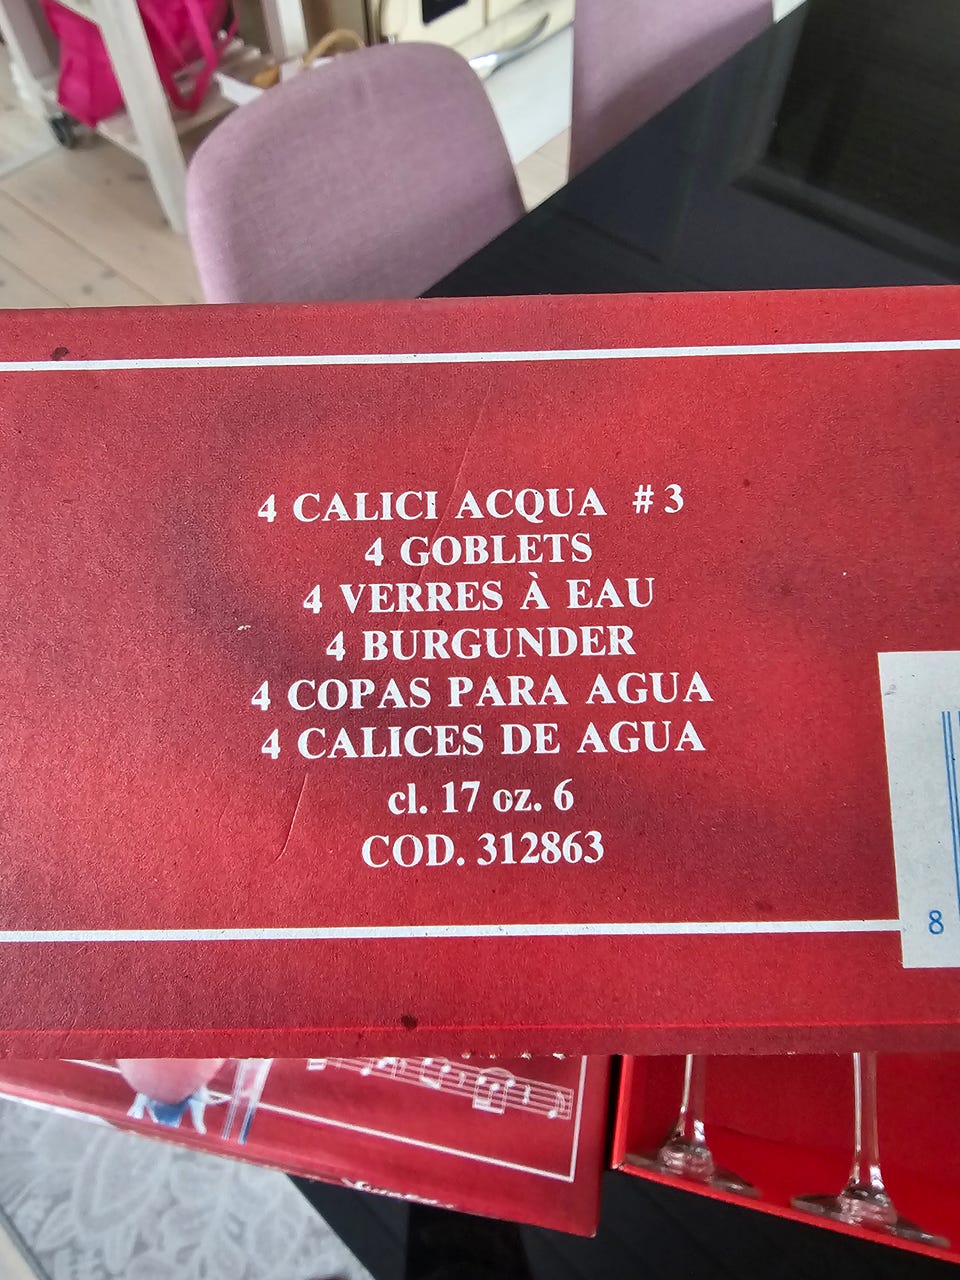 4 CALICI ACQUA # 3
4 GOBLETS
4 VERRES À EAU
4 BURGUNDER
4 COPAS PARA AGUA
4 CALICES DE AGUA
cl. 17 oz. 6
COD. 312863
8